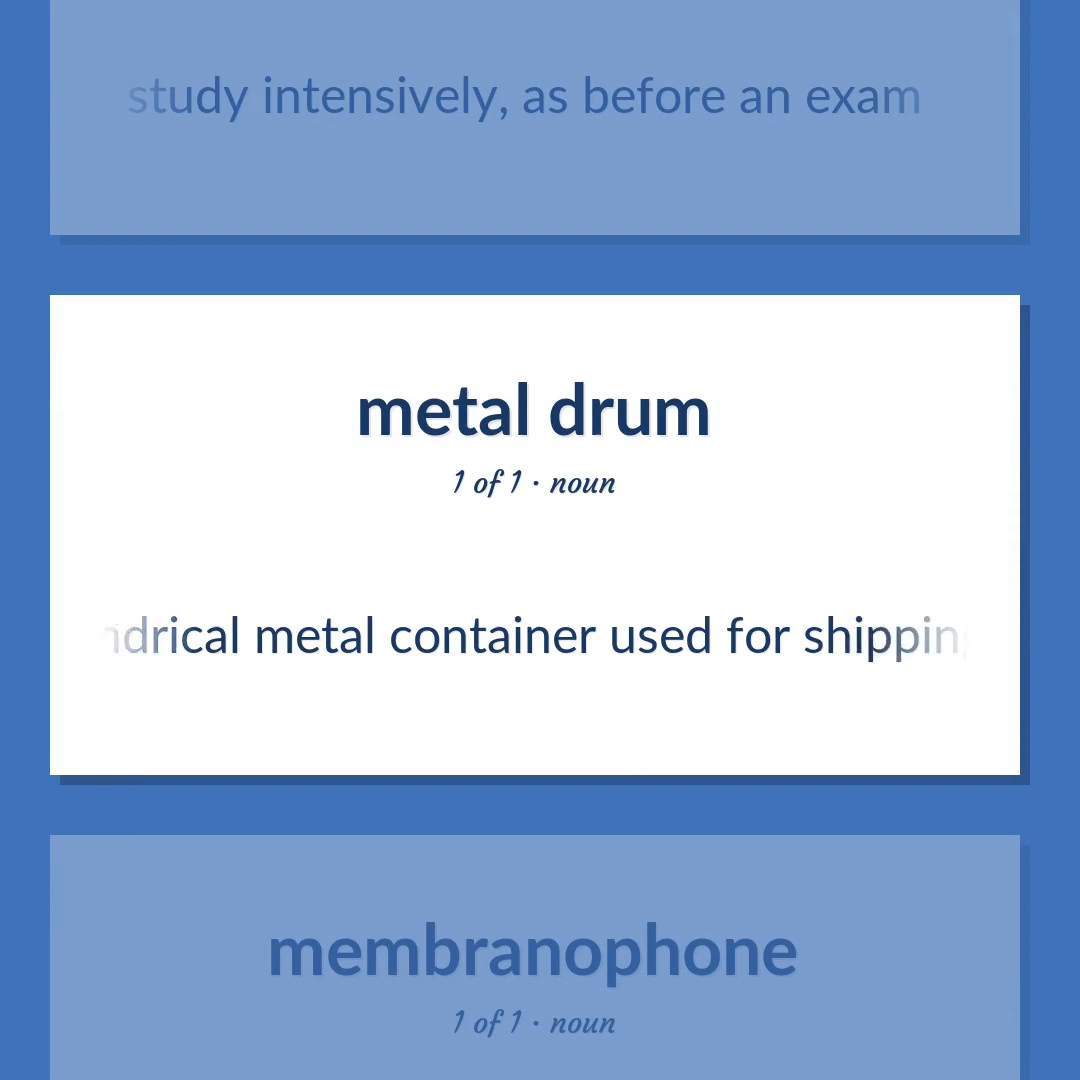 study intensively, as before an exam
metal drum
1 of 1 · noun
ndrical metal container used for shipping
membranophone
1 of 1 · noun